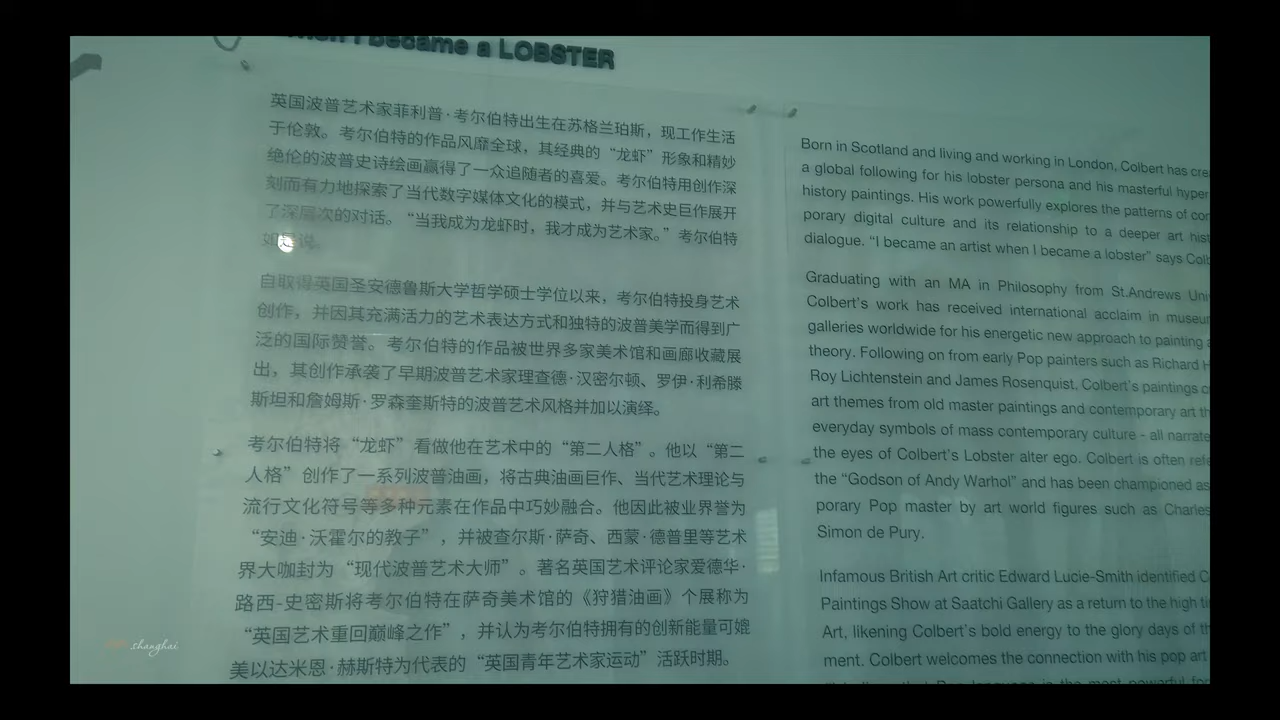 I became a LOBSTER
英国波普艺术家菲利普·考尔伯特出生在苏格兰珀斯，现工作生活
于伦敦。考尔伯特的作品风靡全球，其经典的“龙虾”形象和精妙
绝伦的波普史诗绘画赢得了一众追随者的喜爱。考尔伯特用创作深
刻而有力地探索了当代数字媒体文化的模式，并与艺术史巨作展开
了深层次的对话。“当我成为龙虾时，我才成为艺术家。”考尔伯特
如是说。
自取得英国圣安德鲁斯大学哲学硕士学位以来，考尔伯特投身艺术
创作，并因其充满活力的艺术表达方式和独特的波普美学而得到广
泛的国际赞誉。考尔伯特的作品被世界多家美术馆和画廊收藏展
出，其创作承袭了早期波普艺术家理查德·汉密尔顿、罗伊·利希滕
斯坦和詹姆斯·罗森奎斯特的波普艺术风格并加以演绎。
考尔伯特将“龙虾”看做他在艺术中的“第二人格”。他以“第二
人格”创作了一系列波普油画，将古典油画巨作、当代艺术理论与
流行文化符号等多种元素在作品中巧妙融合。他因此被业界誉为
“安迪·沃霍尔的教子”，并被查尔斯·萨奇、西蒙·德普里等艺术
界大咖封为“现代波普艺术大师”。著名英国艺术评论家爱德华·
路西-史密斯将考尔伯特在萨奇美术馆的《狩猎油画》个展称为
“英国艺术重回巅峰之作”，并认为考尔伯特拥有的创新能量可媲
美以达米恩·赫斯特为代表的“英国青年艺术家运动”活跃时期。
Born in Scotland and living and working in London, Colbert has cre
a global following for his lobster persona and his masterful hyper
history paintings. His work powerfully explores the patterns of con
porary digital culture and its relationship to a deeper art hist
dialogue. “I became an artist when I became a lobster” says Colb
Graduating with an MA in Philosophy from St.Andrews Uni
Colbert's work has received international acclaim in museum
galleries worldwide for his energetic new approach to painting a
theory. Following on from early Pop painters such as Richard H
Roy Lichtenstein and James Rosenquist, Colbert's paintings o
art themes from old master paintings and contemporary art th
everyday symbols of mass contemporary culture - all narrate
the eyes of Colbert's Lobster alter ego. Colbert is often refe
the “Godson of Andy Warhol” and has been championed as
porary Pop master by art world figures such as Charles
Simon de Pury.
Infamous British Art critic Edward Lucie-Smith identified C
Paintings Show at Saatchi Gallery as a return to the high ti
Art, likening Colbert's bold energy to the glory days of th
ment. Colbert welcomes the connection with his pop art
shanghai